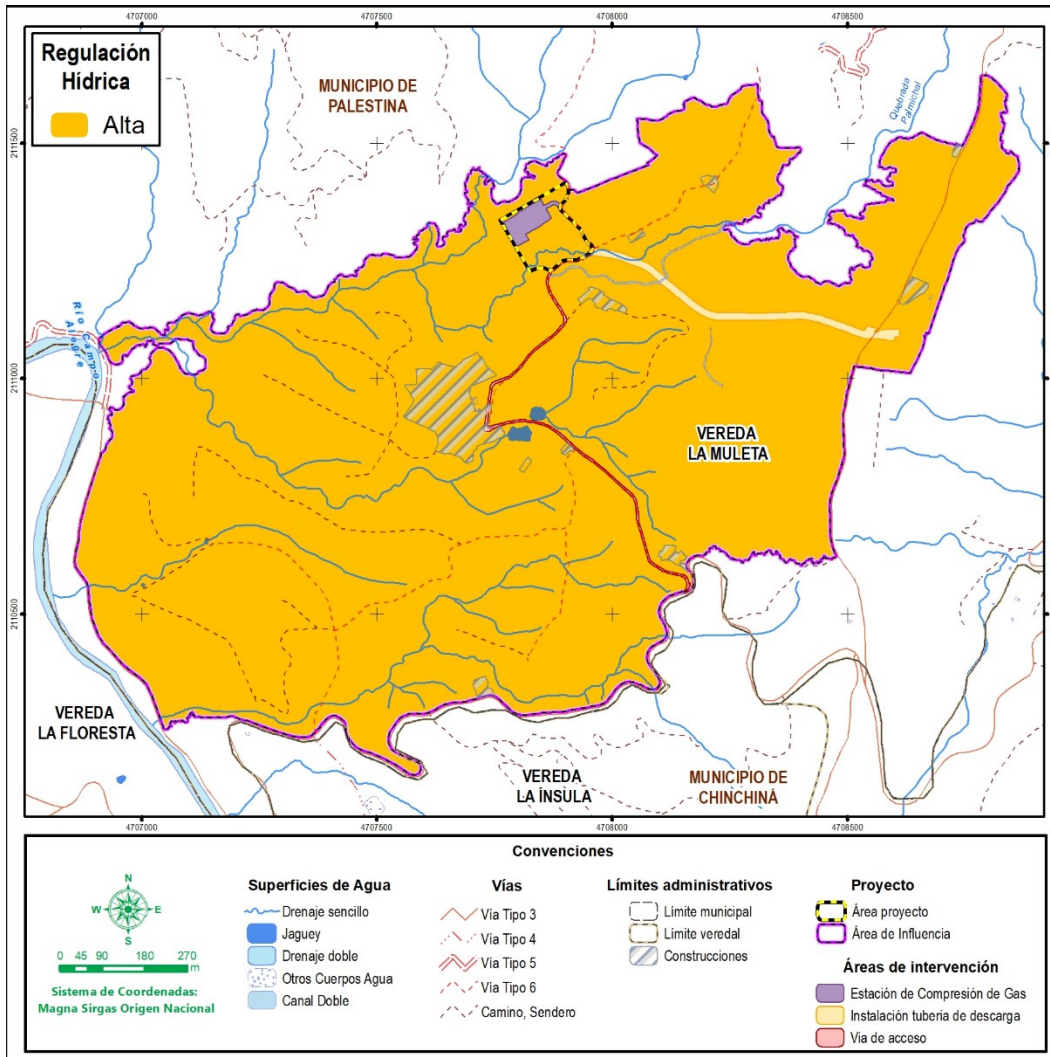 Regulación
Hídrica
Alta
4707000
4707500
4708000
4708500
2111500
2111000
2110500
MUNICIPIO DE
PALESTINA
Quebrada
Palmichal
Río Campo
Alegre
VEREDA
LA MULETA
VEREDA
LA FLORESTA
VEREDA
LA ÍNSULA
MUNICIPIO DE
CHINCHINÁ
4707000
4707500
4708000
4708500
Convenciones
N
W
E
S
0 45 90 180 270
m
Sistema de Coordenadas:
Magna Sirgas Origen Nacional
Superficies de Agua
Drenaje sencillo
Jaguey
Drenaje doble
Otros Cuerpos Agua
Canal Doble
Vías
Vía Tipo 3
Vía Tipo 4
Vía Tipo 5
Vía Tipo 6
Camino, Sendero
Límites administrativos
Límite municipal
Límite veredal
Construcciones
Proyecto
Área proyecto
Área de Influencia
Áreas de intervención
Estación de Compresión de Gas
Instalación tuberia de descarga
Via de acceso